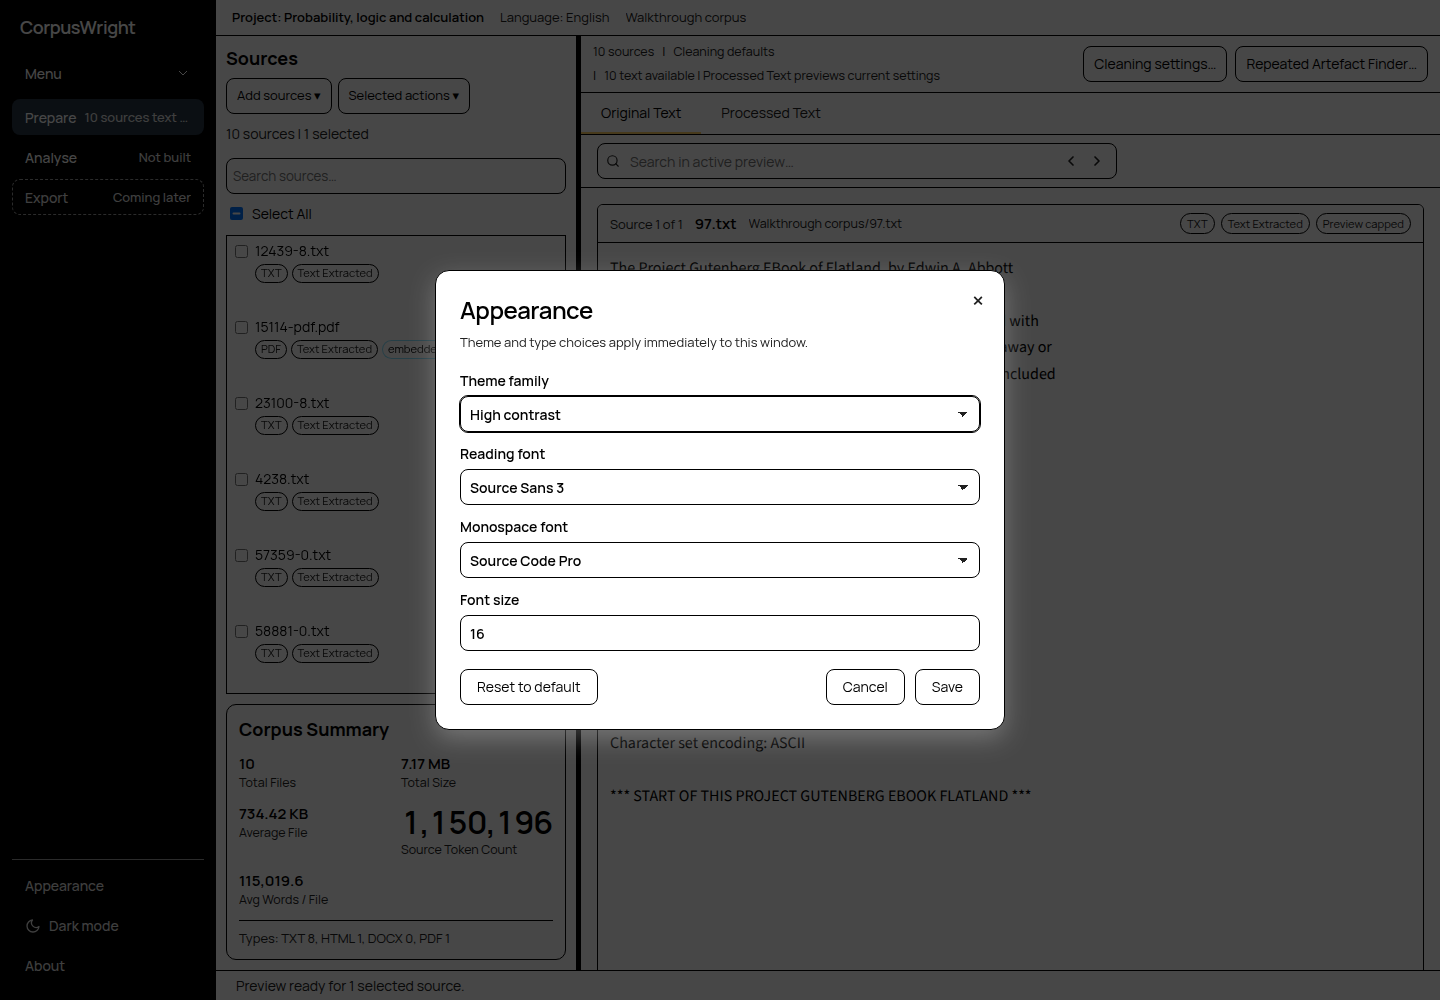 CorpusWright
Menu
Prepare 10 sources text ...
Analyse Not built
Export Coming later
Appearance
Dark mode
About
Project: Probability, logic and calculation Language: English Walkthrough corpus
Sources
Add sources ▾ Selected actions ▾
10 sources | 1 selected
Search sources...
Select All
12439-8.txt
TXT Text Extracted
15114-pdf.pdf
PDF Text Extracted
23100-8.txt
TXT Text Extracted
4238.txt
TXT Text Extracted
57359-0.txt
TXT Text Extracted
58881-0.txt
TXT Text Extracted
Corpus Summary
10 7.17 MB
Total Files Total Size
734.42 KB 1,150,196
Average File Source Token Count
115,019.6
Avg Words / File
Types: TXT 8, HTML 1, DOCX 0, PDF 1
10 sources | Cleaning defaults
| 10 text available | Processed Text previews current settings
Cleaning settings... Repeated Artefact Finder...
Original Text Processed Text
Search in active preview...
Source 1 of 1 97.txt Walkthrough corpus/97.txt TXT Text Extracted Preview capped
The Project Gutenberg EBook of Flatland, by Edwin A. Abbott
with
away or
included
Character set encoding: ASCII
*** START OF THIS PROJECT GUTENBERG EBOOK FLATLAND ***
Appearance
Theme and type choices apply immediately to this window.
Theme family
High contrast
Reading font
Source Sans 3
Monospace font
Source Code Pro
Font size
16
Reset to default Cancel Save
Preview ready for 1 selected source.